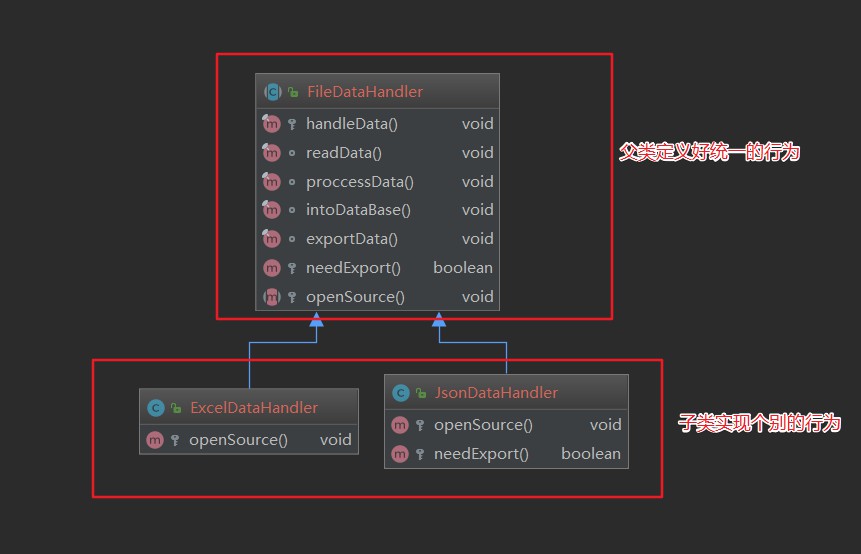 FileDataHandler
handleData() void
readData() void
proccessData() void
intoDataBase() void
exportData() void
needExport() boolean
openSource() void
父类定义好统一的行为
ExcelDataHandler
openSource() void
JsonDataHandler
openSource() void
needExport() boolean
子类实现个别的行为